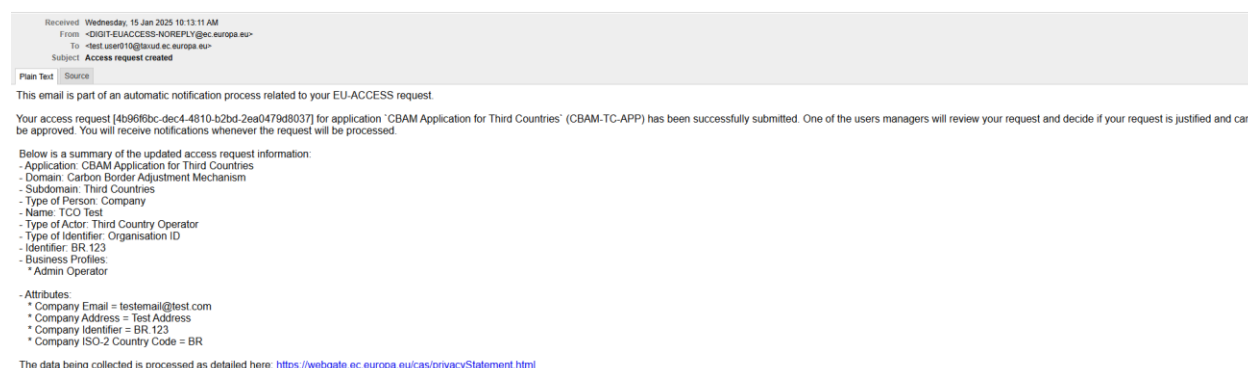 Received Wednesday, 15 Jan 2025 10:13:11 AM
From <DIGIT-EUACCESS-NOREPLY@ec.europa.eu>
To <test.user010@taxud.ec.europa.eu>
Subject Access request created
Plain Text Source
This email is part of an automatic notification process related to your EU-ACCESS request.
Your access request [4b96f6bc-dec4-4810-b2bd-2ea0479d8037] for application `CBAM Application for Third Countries` (CBAM-TC-APP) has been successfully submitted. One of the users managers will review your request and decide if your request is justified and can
be approved. You will receive notifications whenever the request will be processed.
Below is a summary of the updated access request information:
- Application: CBAM Application for Third Countries
- Domain: Carbon Border Adjustment Mechanism
- Subdomain: Third Countries
- Type of Person: Company
- Name: TCO Test
- Type of Actor: Third Country Operator
- Type of Identifier: Organisation ID
- Identifier: BR.123
- Business Profiles:
* Admin Operator
- Attributes:
* Company Email = testemail@test.com
* Company Address = Test Address
* Company Identifier = BR.123
* Company ISO-2 Country Code = BR
The data being collected is processed as detailed here: https://webgate.ec.europa.eu/cas/privacyStatement.html